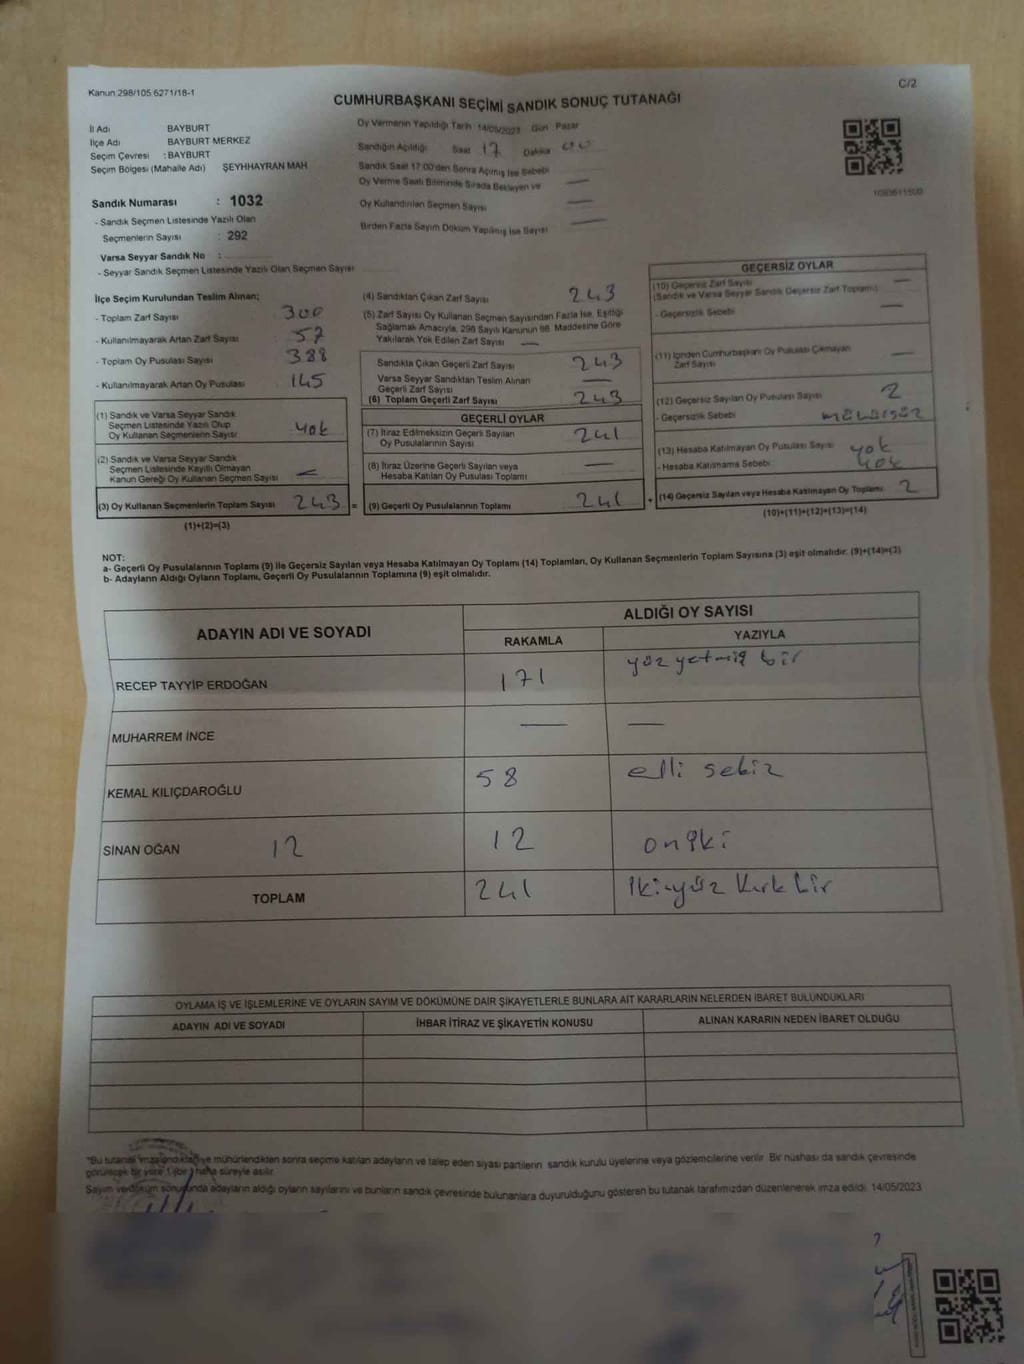 Kanun 298/105 6271/18-1
C/2
CUMHURBAŞKANI SEÇİMİ SANDIK SONUÇ TUTANAĞI
İl Adı BAYBURT
İlçe Adı BAYBURT MERKEZ
Seçim Çevresi : BAYBURT
Seçim Bölgesi (Mahalle Adı) ŞEYHHAYRAN MAH
Sandık Numarası : 1032
- Sandık Seçmen Listesinde Yazılı Olan
Seçmenlerin Sayısı : 292
Varsa Seyyar Sandık No :
- Seyyar Sandık Seçmen Listesinde Yazılı Olan Seçmen Sayısı
Oy Vermenin Yapıldığı Tarih 14/05/2023 Gün Pazar
Sandığın Açıldığı Saat 17 Dakika 00
Sandık Saat 17:00'den Sonra Açılmış İse Sebebi
Oy Verme Saati Bitiminde Sırada Bekleyen ve
Oy Kullandırılan Seçmen Sayısı
Birden Fazla Sayım Döküm Yapılmış İse Sayısı
İlçe Seçim Kurulundan Teslim Alınan;
- Toplam Zarf Sayısı 300
- Kullanılmayarak Artan Zarf Sayısı 57
- Toplam Oy Pusulası Sayısı 388
- Kullanılmayarak Artan Oy Pusulası 145
(1) Sandık ve Varsa Seyyar Sandık
Seçmen Listesinde Yazılı Olup
Oy Kullanan Seçmenlerin Sayısı yok
(2) Sandık ve Varsa Seyyar Sandık
Seçmen Listesinde Kayıtlı Olmayan
Kanun Gereği Oy Kullanan Seçmen Sayısı
(3) Oy Kullanan Seçmenlerin Toplam Sayısı 243 =
(1)+(2)=(3)
(4) Sandıktan Çıkan Zarf Sayısı 243
(5) Zarf Sayısı Oy Kullanan Seçmen Sayısından Fazla İse, Eşitliği
Sağlamak Amacıyla, 298 Sayılı Kanunun 98. Maddesine Göre
Yakılarak Yok Edilen Zarf Sayısı
Sandıkta Çıkan Geçerli Zarf Sayısı 243
Varsa Seyyar Sandıktan Teslim Alınan
Geçerli Zarf Sayısı
(6) Toplam Geçerli Zarf Sayısı 243
GEÇERLİ OYLAR
(7) İtiraz Edilmeksizin Geçerli Sayılan
Oy Pusulalarının Sayısı 241
(8) İtiraz Üzerine Geçerli Sayılan veya
Hesaba Katılan Oy Pusulası Toplamı
(9) Geçerli Oy Pusulalarının Toplamı 241 +
GEÇERSİZ OYLAR
(10) Geçersiz Zarf Sayısı
(Sandık ve Varsa Seyyar Sandık Geçersiz Zarf Toplamı)
- Geçersizlik Sebebi
(11) İçinden Cumhurbaşkanı Oy Pusulası Çıkmayan
Zarf Sayısı
(12) Geçersiz Sayılan Oy Pusulası Sayısı 2
- Geçersizlik Sebebi mühürsüz
(13) Hesaba Katılmayan Oy Pusulası Sayısı yok
- Hesaba Katılmama Sebebi yok
(14) Geçersiz Sayılan veya Hesaba Katılmayan Oy Toplamı 2
(10)+(11)+(12)+(13)=(14)
NOT:
a- Geçerli Oy Pusulalarının Toplamı (9) ile Geçersiz Sayılan veya Hesaba Katılmayan Oy Toplamı (14) Toplamları, Oy Kullanan Seçmenlerin Toplam Sayısına (3) eşit olmalıdır. (9)+(14)=(3)
b- Adayların Aldığı Oyların Toplamı, Geçerli Oy Pusulalarının Toplamına (9) eşit olmalıdır.
ADAYIN ADI VE SOYADI
ALDIĞI OY SAYISI
RAKAMLA YAZIYLA
RECEP TAYYİP ERDOĞAN 171 yüz yetmiş bir
MUHARREM İNCE
KEMAL KILIÇDAROĞLU 58 elli sekiz
SİNAN OĞAN 12 12 oniki
TOPLAM 241 ikiyüz kırk bir
OYLAMA İŞ VE İŞLEMLERİNE VE OYLARIN SAYIM VE DÖKÜMÜNE DAİR ŞİKAYETLERLE BUNLARA AİT KARARLARIN NELERDEN İBARET BULUNDUKLARI
ADAYIN ADI VE SOYADI İHBAR İTİRAZ VE ŞİKAYETİN KONUSU ALINAN KARARIN NEDEN İBARET OLDUĞU
*Bu tutanak imzalandıktan ve mühürlendikten sonra seçime katılan adayların ve talep eden siyasi partilerin sandık kurulu üyelerine veya gözlemcilerine verilir. Bir nüshası da sandık çevresinde
görülecek bir yere 1 (bir) hafta süreyle asılır.
Sayım ve döküm sonucunda adayların aldığı oyların sayılarını ve bunların sandık çevresinde bulunanlara duyurulduğunu gösteren bu tutanak tarafımızdan düzenlenerek imza edildi. 14/05/2023